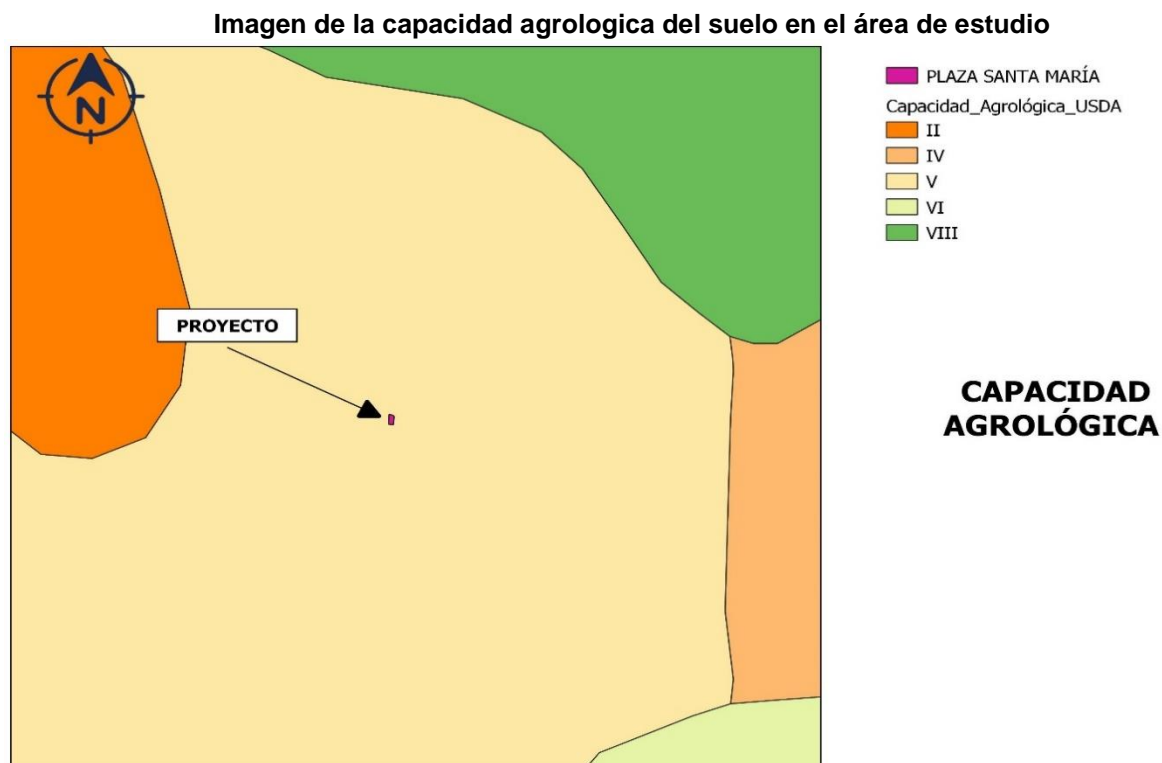 Imagen de la capacidad agrologica del suelo en el área de estudio
N
PROYECTO
PLAZA SANTA MARÍA
Capacidad_Agrológica_USDA
II
IV
V
VI
VIII
CAPACIDAD
AGROLÓGICA